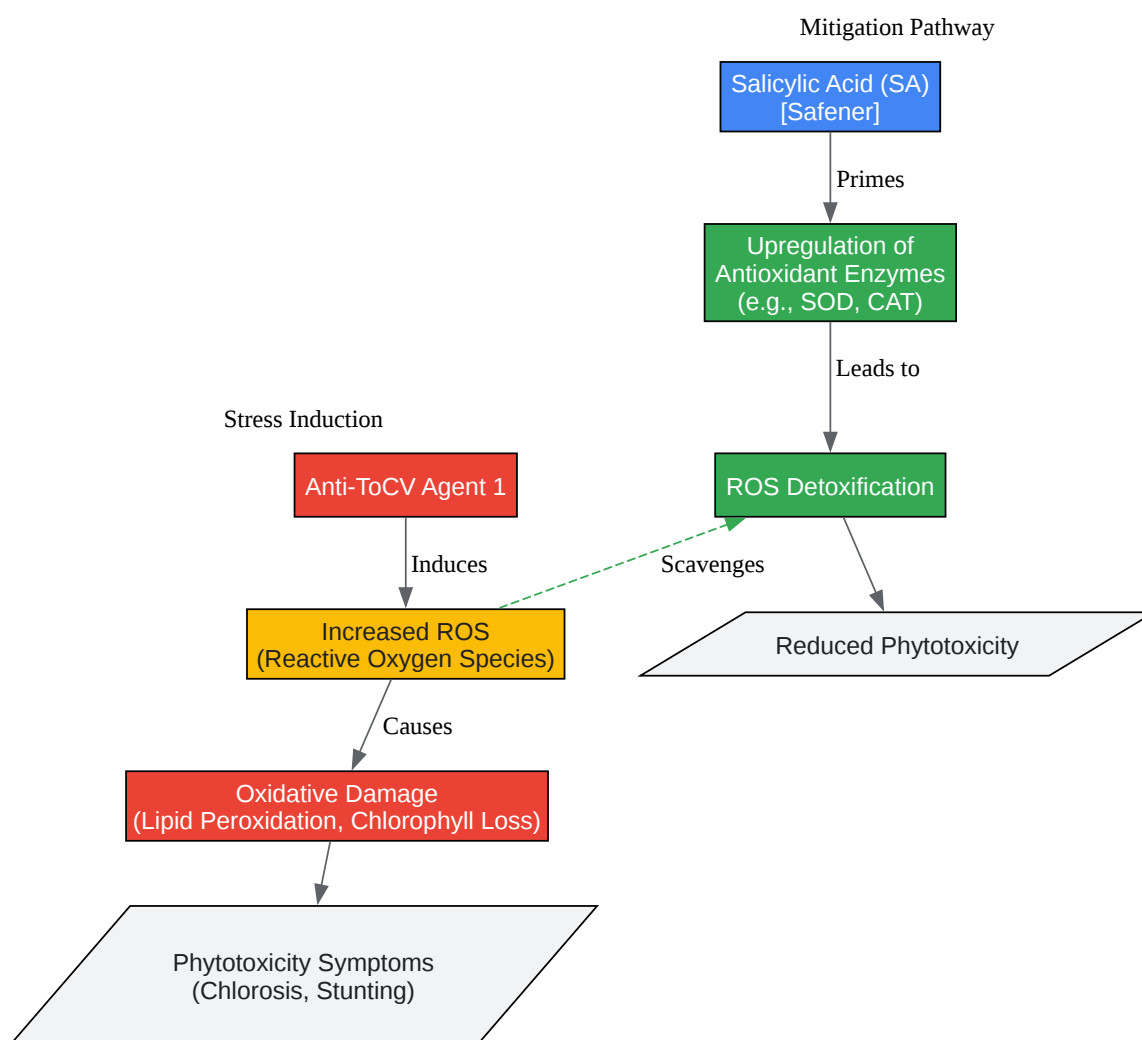 Mitigation Pathway
Salicylic Acid (SA)
[Safener]
Primes
Upregulation of
Antioxidant Enzymes
(e.g., SOD, CAT)
Leads to
ROS Detoxification
Reduced Phytotoxicity
Stress Induction
Anti-ToCV Agent 1
Induces
Scavenges
Increased ROS
(Reactive Oxygen Species)
Causes
Oxidative Damage
(Lipid Peroxidation, Chlorophyll Loss)
Phytotoxicity Symptoms
(Chlorosis, Stunting)